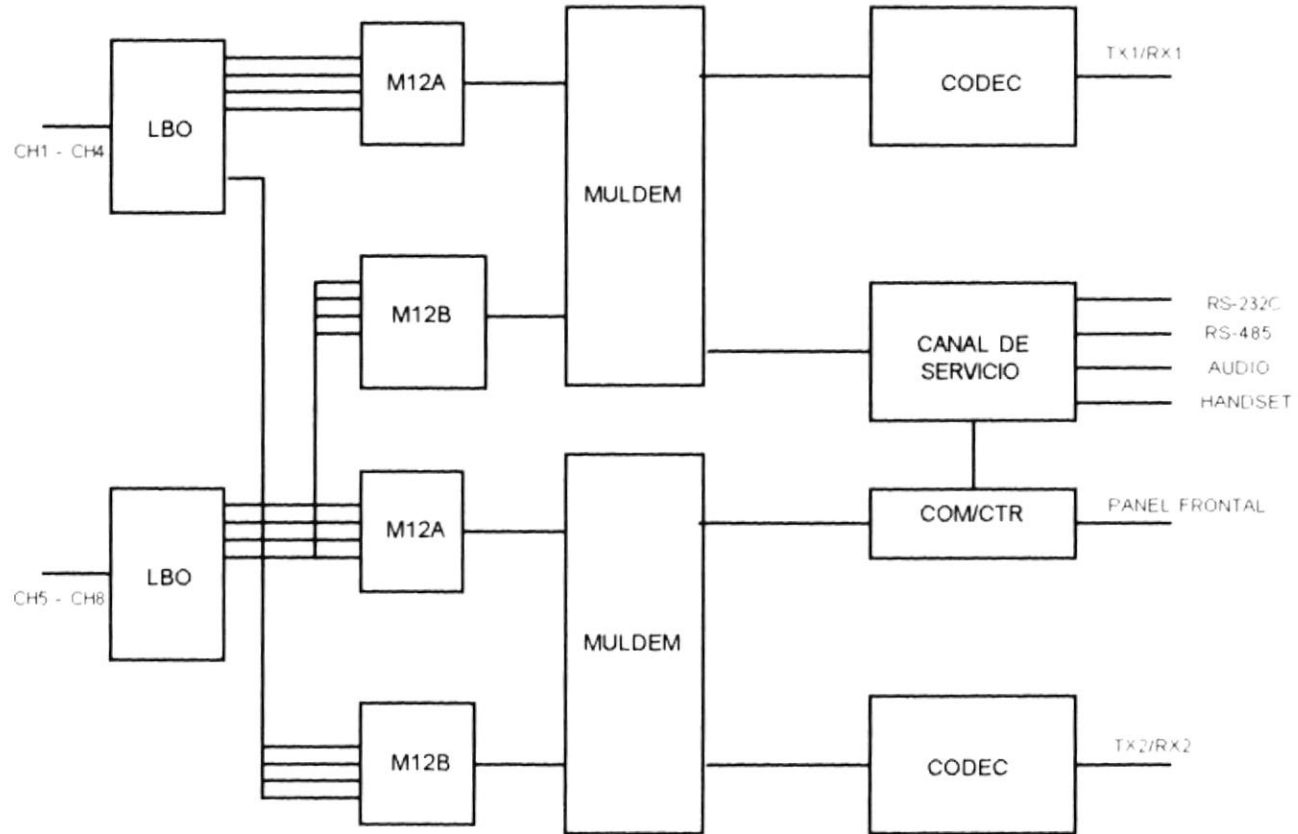 TX1/RX1
M12A
CODEC
LBO
CH1 - CH4
MULDEM
M12B
RS-232C
RS-485
CANAL DE
SERVICIO
AUDIO
HANDSET
M12A
COM/CTR
PANEL FRONTAL
LBO
CH5 - CH8
MULDEM
TX2/RX2
M12B
CODEC